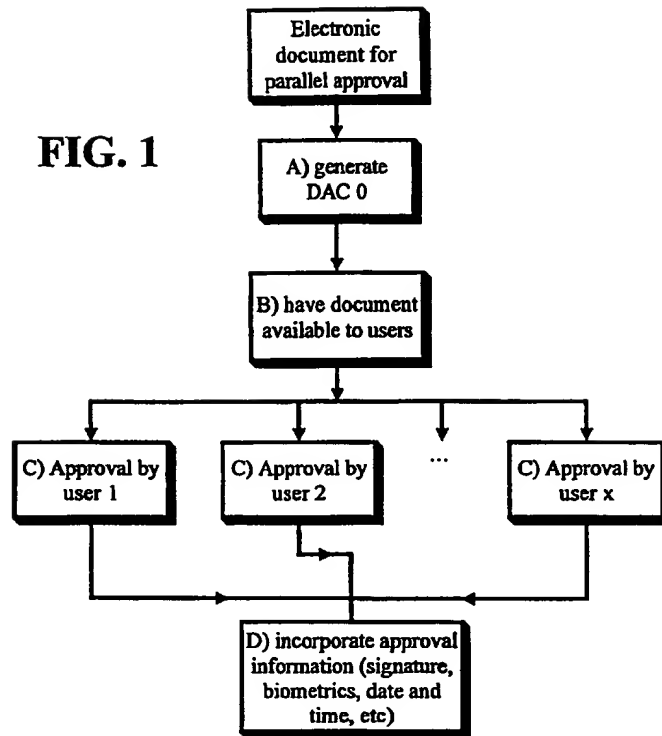 Electronic
document for
parallel approval
FIG. 1
A) generate
DAC 0
B) have document
available to users
C) Approval by
user 1
C) Approval by
user 2
...
C) Approval by
user x
D) incorporate approval
information (signature,
biometrics, date and
time, etc)